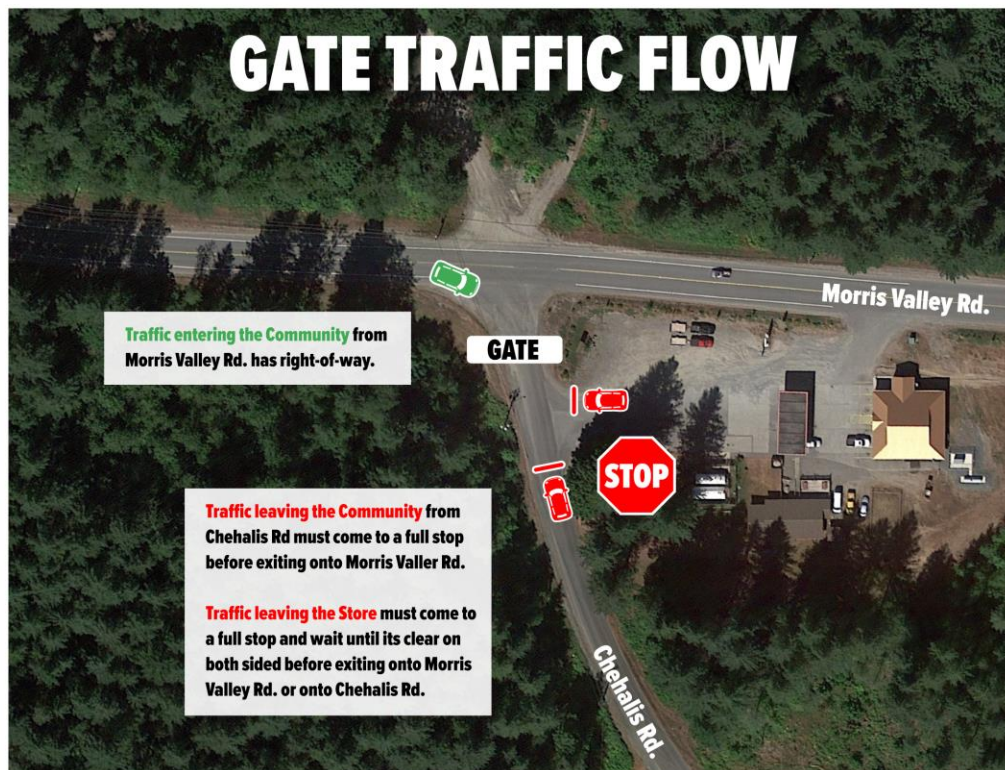 GATE TRAFFIC FLOW
Morris Valley Rd.
Traffic entering the Community from
Morris Valley Rd. has right-of-way.
GATE
STOP
Traffic leaving the Community from
Chehalis Rd must come to a full stop
before exiting onto Morris Valler Rd.
Traffic leaving the Store must come to
a full stop and wait until its clear on
both sided before exiting onto Morris
Valley Rd. or onto Chehalis Rd.
Chehalis Rd.